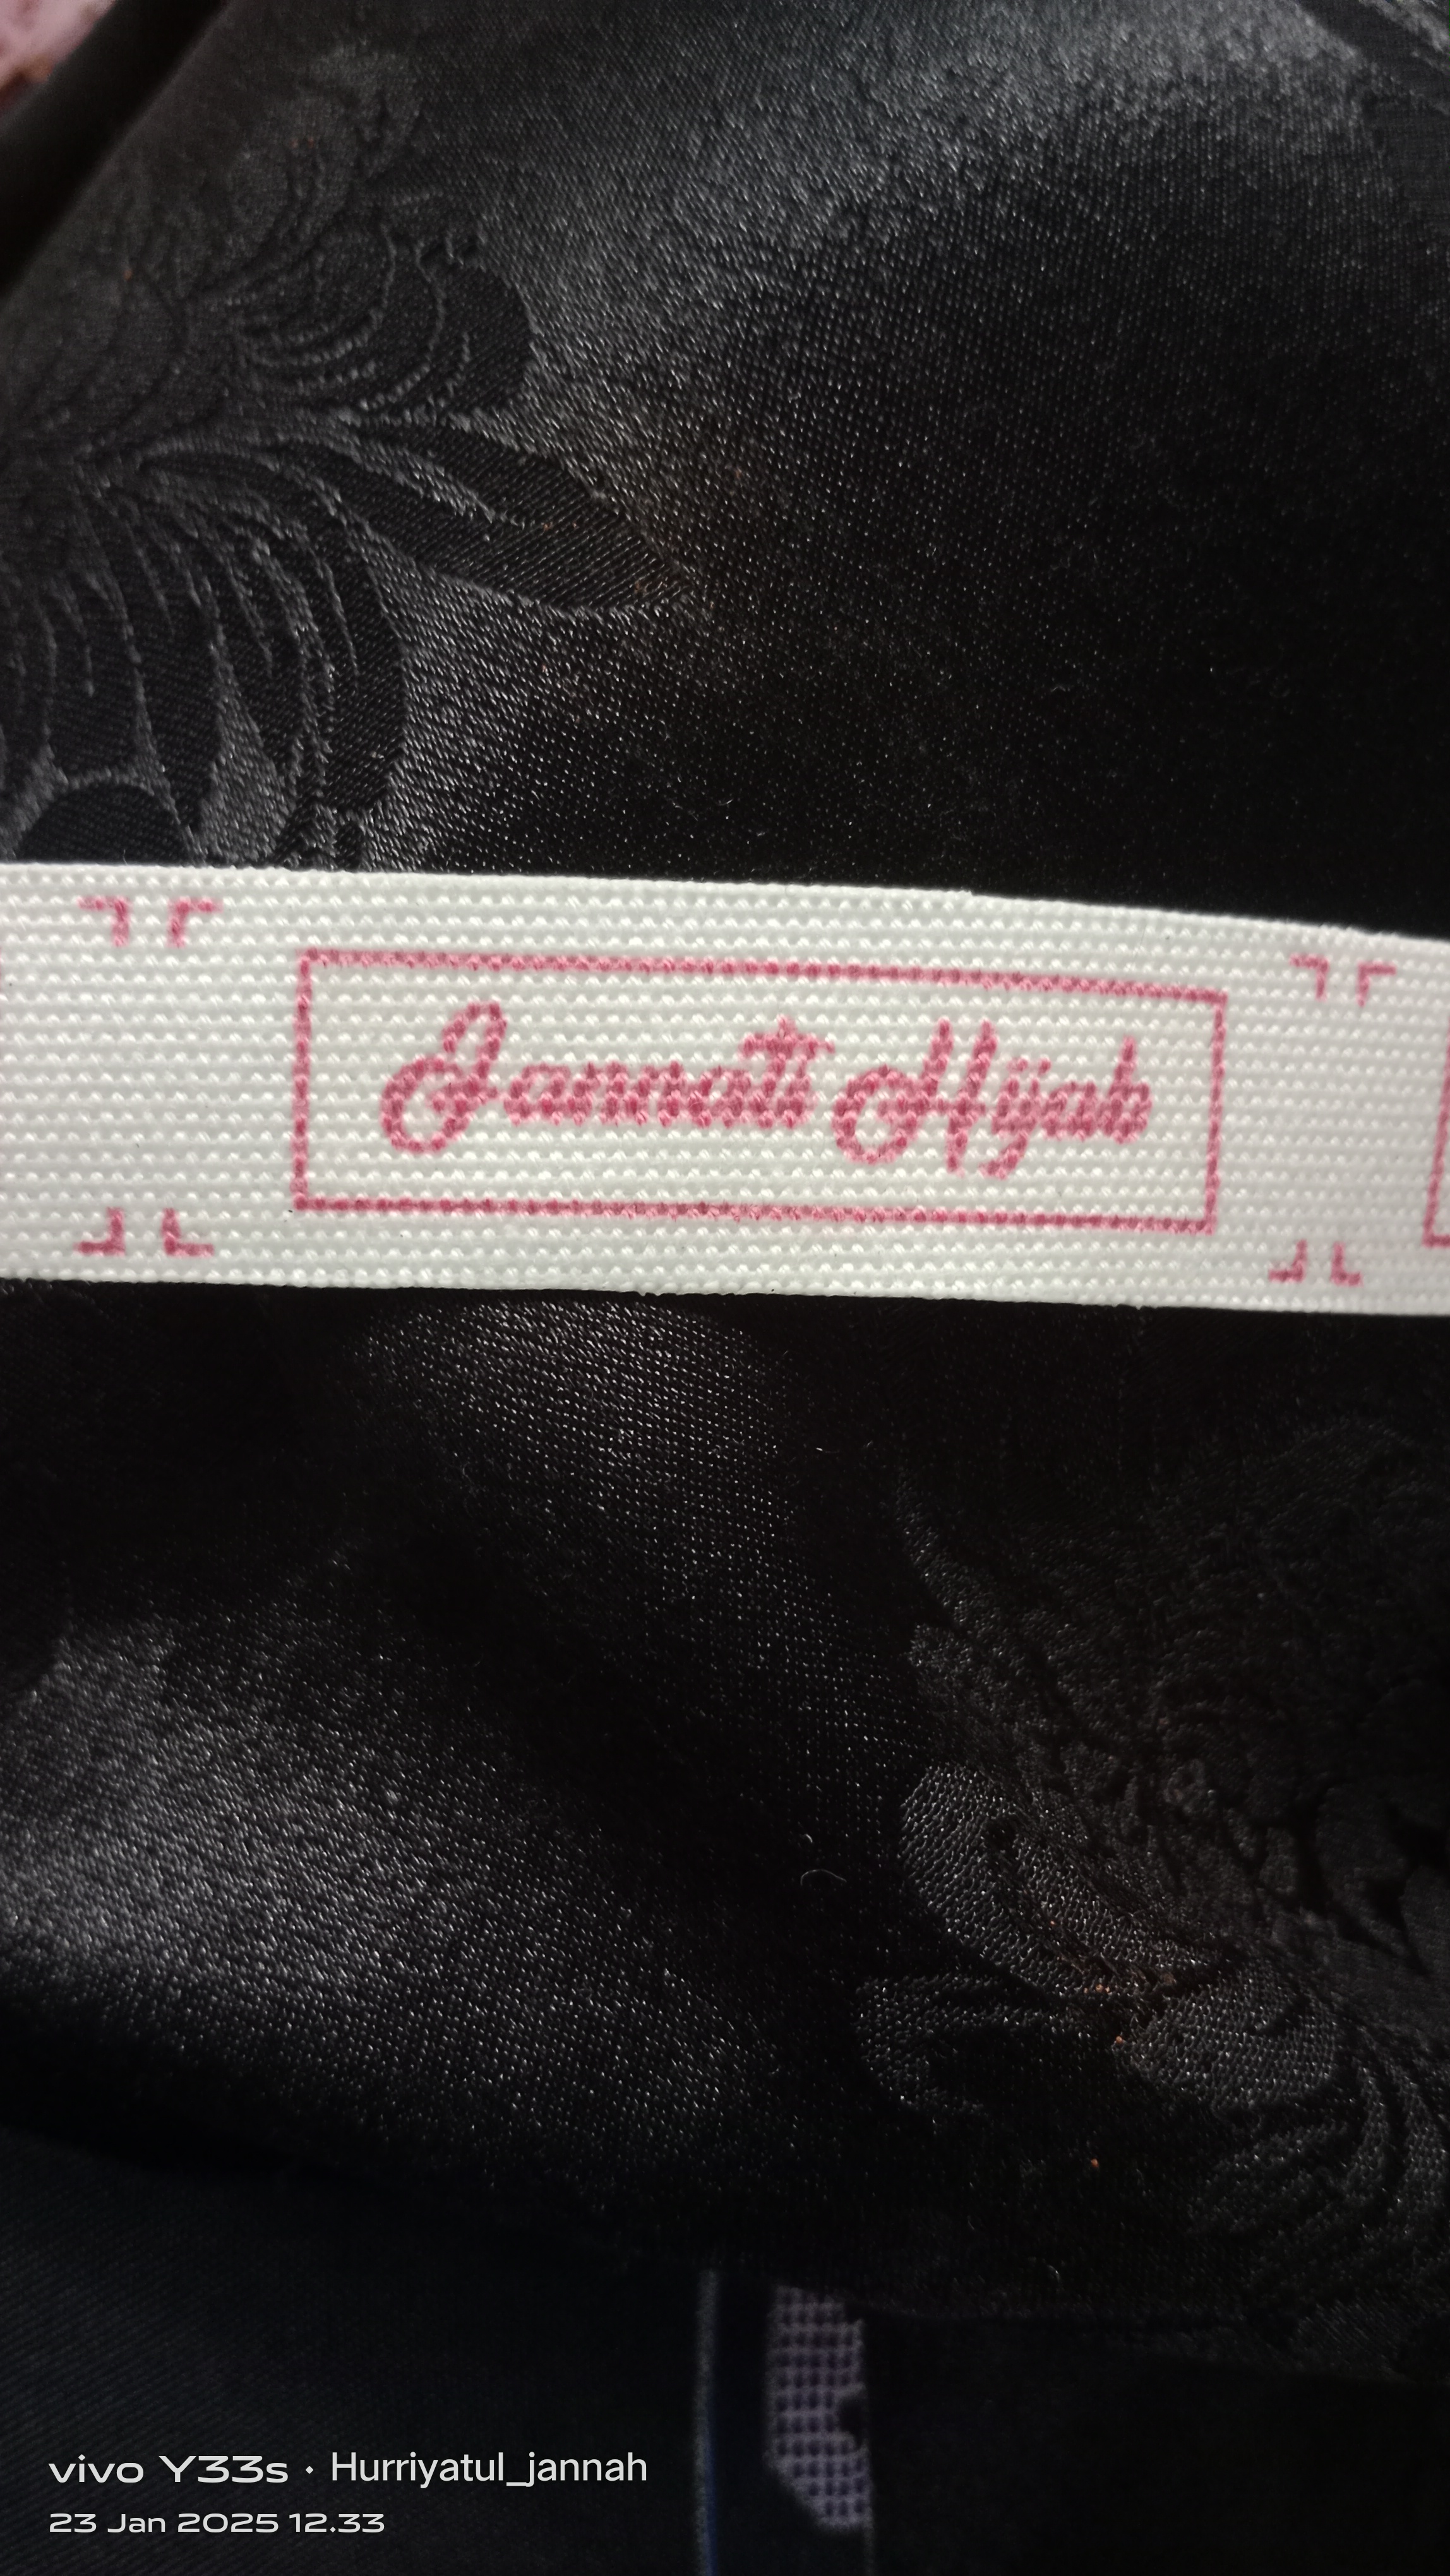 Jannati Hijab
vivo Y33s · Hurriyatul_jannah
23 Jan 2025 12.33